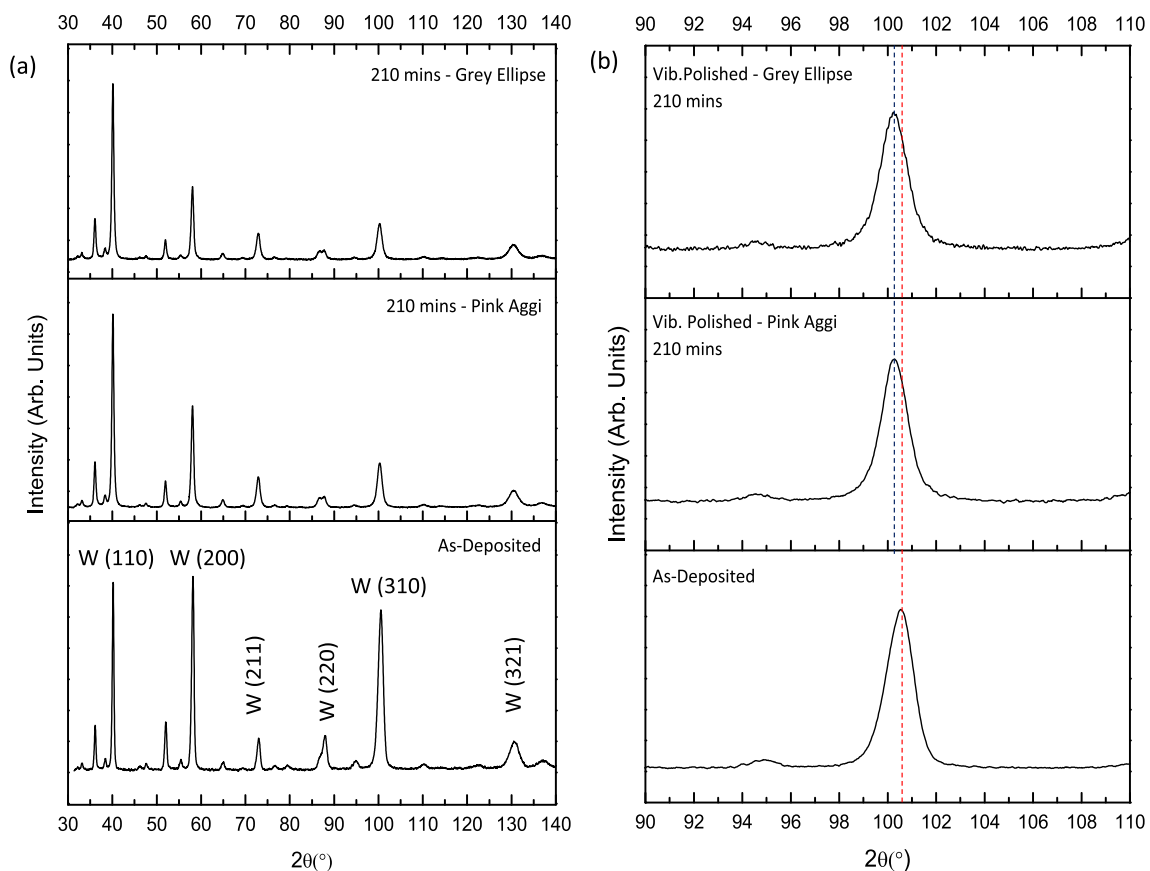 (a)
30 40 50 60 70 80 90 100 110 120 130 140
210 mins - Grey Ellipse
210 mins - Pink Aggi
As-Deposited
W (110) W (200)
W (310)
W (211) W (220) W (321)
Intensity (Arb. Units)
30 40 50 60 70 80 90 100 110 120 130 140
2θ(°)
(b)
90 92 94 96 98 100 102 104 106 108 110
Vib.Polished - Grey Ellipse
210 mins
Vib. Polished - Pink Aggi
210 mins
As-Deposited
Intensity (Arb. Units)
90 92 94 96 98 100 102 104 106 108 110
2θ(°)